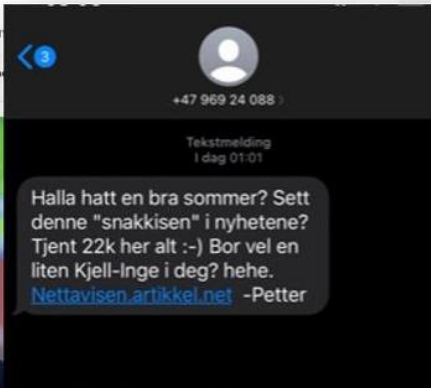 3
+47 969 24 088
Tekstmelding
I dag 01:01
Halla hatt en bra sommer? Sett
denne "snakkisen" i nyhetene?
Tjent 22k her alt :-) Bor vel en
liten Kjell-Inge i deg? hehe.
Nettavisen.artikkel.net -Petter